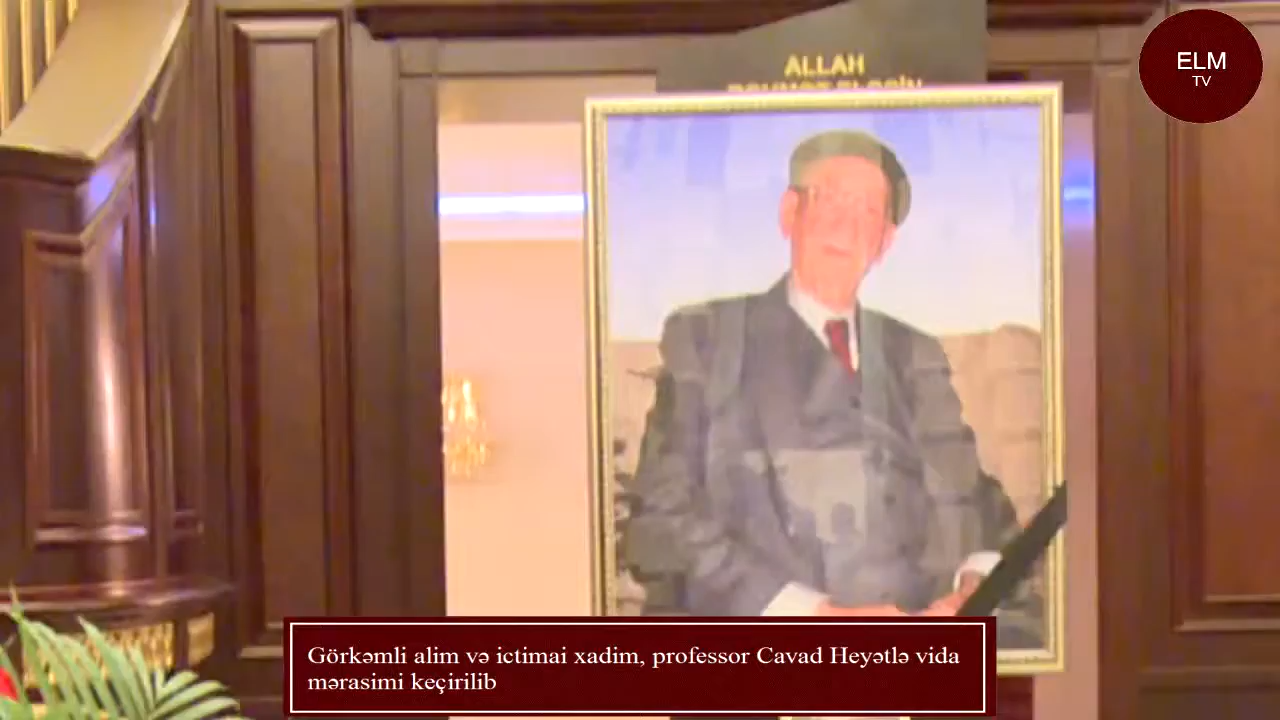 ALLAH
ELM
TV
Görkəmli alim və ictimai xadim, professor Cavad Heyətlə vida
mərasimi keçirilib